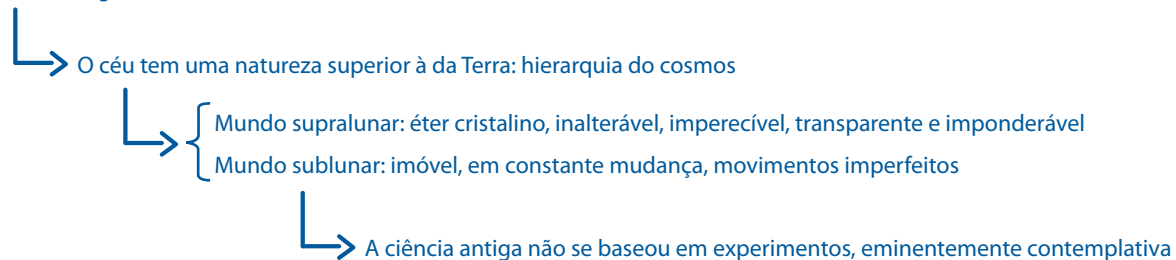 O céu tem uma natureza superior à da Terra: hierarquia do cosmos
Mundo supralunar: éter cristalino, inalterável, imperecível, transparente e imponderável
Mundo sublunar: imóvel, em constante mudança, movimentos imperfeitos
A ciência antiga não se baseou em experimentos, eminentemente contemplativa